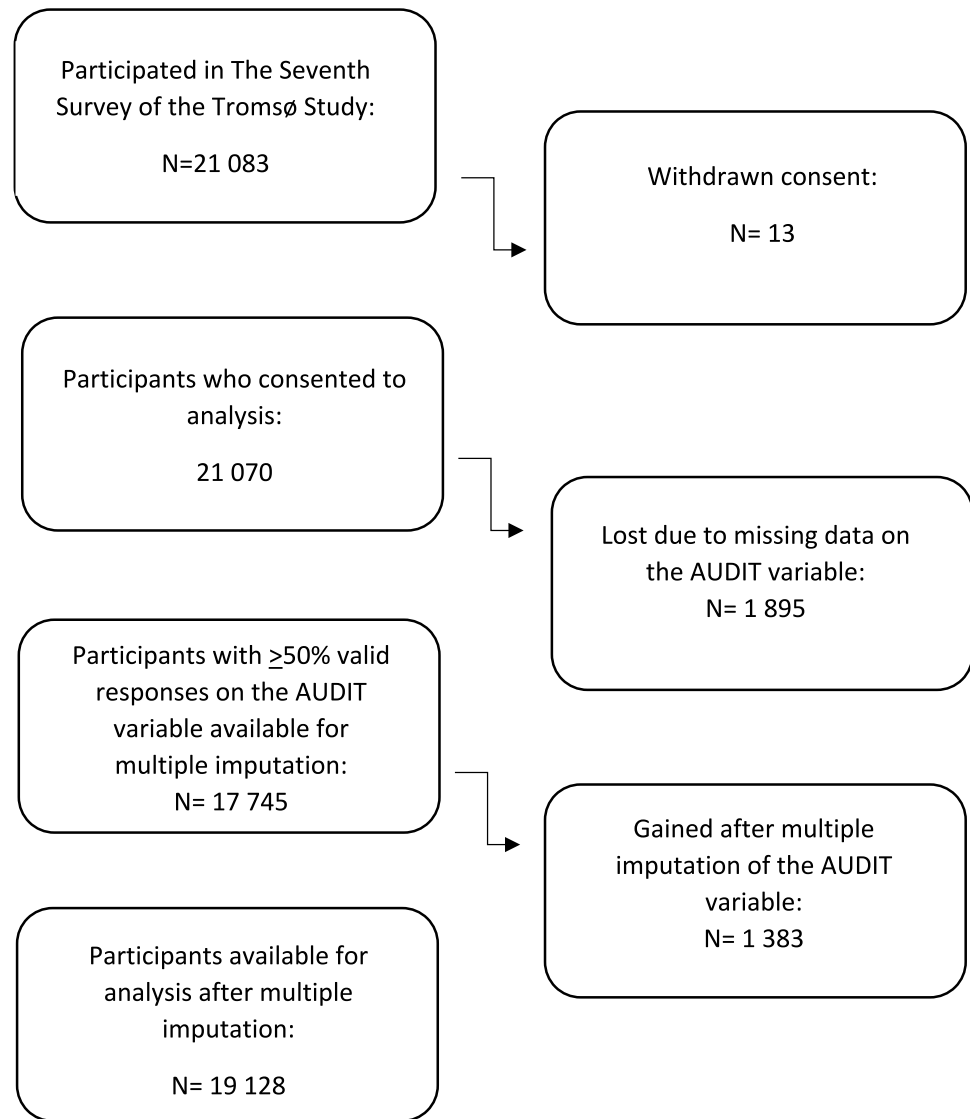 Participated in The Seventh
Survey of the Tromsø Study:
N=21 083
Withdrawn consent:
N= 13
Participants who consented to
analysis:
21 070
Lost due to missing data on
the AUDIT variable:
N= 1 895
Participants with ≥50% valid
responses on the AUDIT
variable available for
multiple imputation:
N= 17 745
Gained after multiple
imputation of the AUDIT
variable:
N= 1 383
Participants available for
analysis after multiple
imputation:
N= 19 128